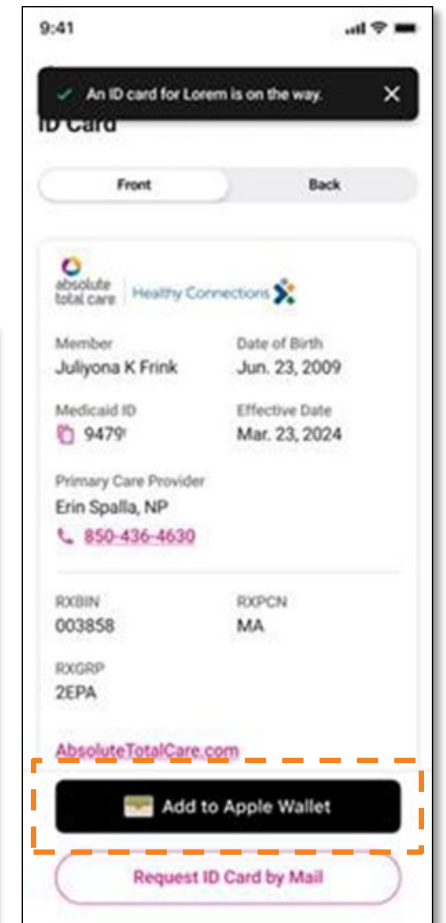 9:41
An ID card for Lorem is on the way.
ID Card
Front Back
absolute total care Healthy Connections
Member Date of Birth
Juliyona K Frink Jun. 23, 2009
Medicaid ID Effective Date
9479 Mar. 23, 2024
Primary Care Provider
Erin Spalla, NP
850-436-4630
RXBIN RXPCN
003858 MA
RXGRP
2EPA
AbsoluteTotalCare.com
Add to Apple Wallet
Request ID Card by Mail